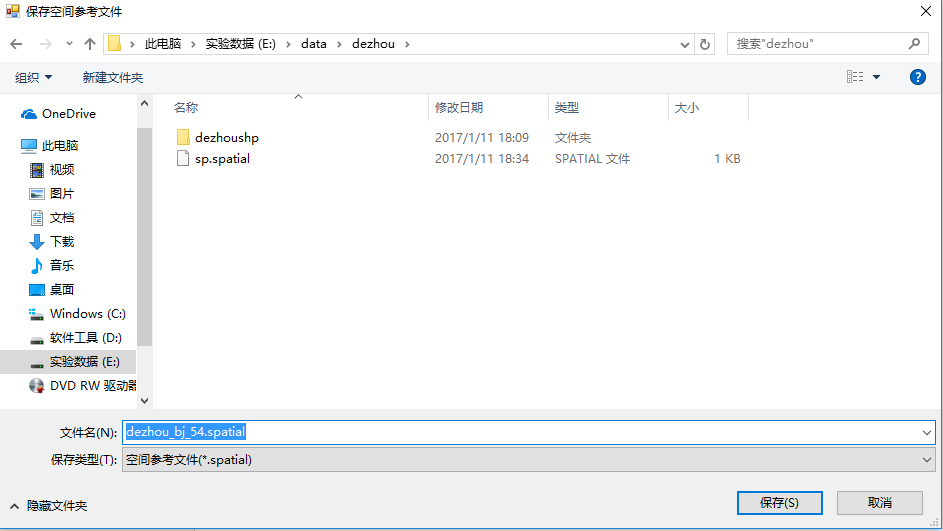 保存空间参考文件
此电脑 实验数据 (E:) data dezhou
搜索"dezhou"
组织 新建文件夹
名称 修改日期 类型 大小
OneDrive
此电脑
视频
图片
文档
下载
音乐
桌面
Windows (C:)
软件工具 (D:)
实验数据 (E:)
DVD RW 驱动器
dezhoushp 2017/1/11 18:09 文件夹
sp.spatial 2017/1/11 18:34 SPATIAL 文件 1 KB
文件名(N): dezhou_bj_54.spatial
保存类型(T): 空间参考文件(*.spatial)
隐藏文件夹 保存(S) 取消